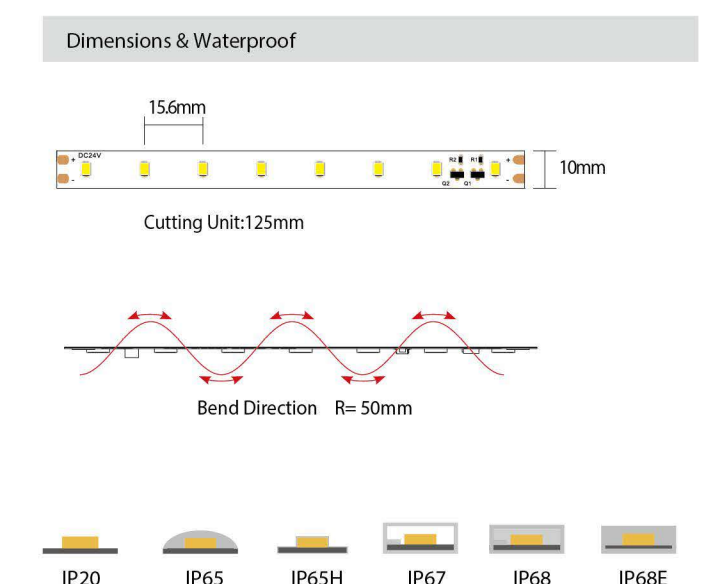 Dimensions & Waterproof
15.6mm
DC24V
+ R2 R1 +
- -
Q2 Q1
10mm
Cutting Unit:125mm
Bend Direction R= 50mm
IP20 IP65 IP65H IP67 IP68 IP68E